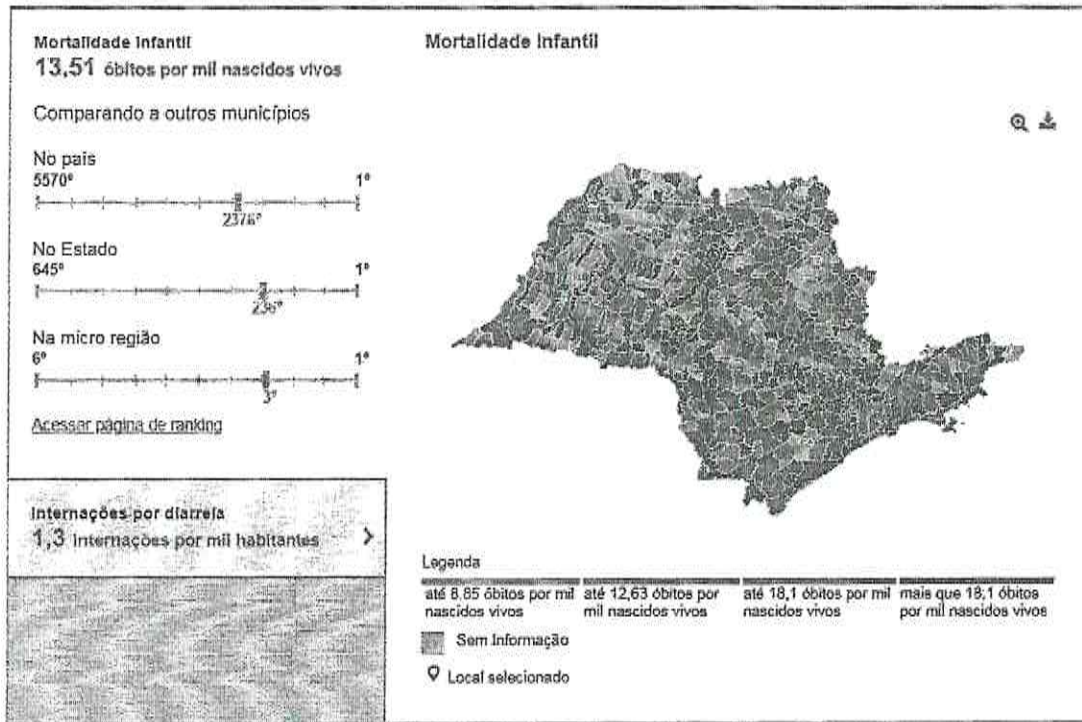 Mortalidade Infantil
13,51 óbitos por mil nascidos vivos
Comparando a outros municípios
No país
5570º 1º
2376º
No Estado
645º 1º
236º
Na micro região
6º 1º
3º
Acessar página de ranking
Internações por diarreia
1,3 internações por mil habitantes
Mortalidade Infantil
Legenda
até 8,85 óbitos por mil
nascidos vivos
até 12,63 óbitos por
mil nascidos vivos
até 18,1 óbitos por mil
nascidos vivos
mais que 18,1 óbitos
por mil nascidos vivos
Sem Informação
Local selecionado